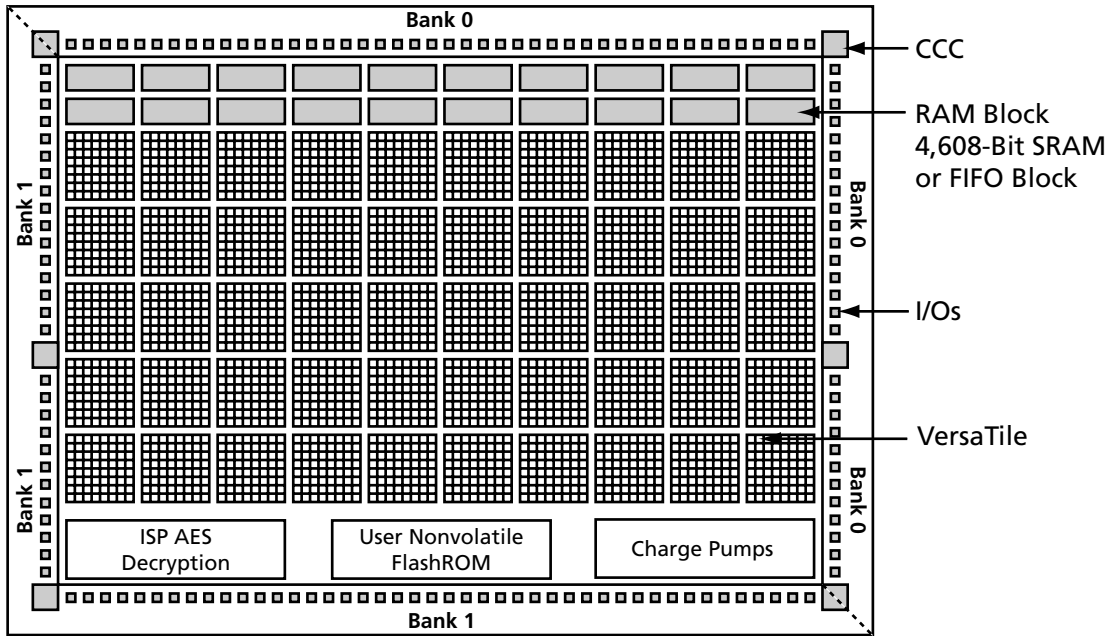 Bank 0
CCC
RAM Block
4,608-Bit SRAM
or FIFO Block
Bank 1
Bank 0
I/Os
VersaTile
Bank 1
Bank 0
ISP AES
Decryption
User Nonvolatile
FlashROM
Charge Pumps
Bank 1